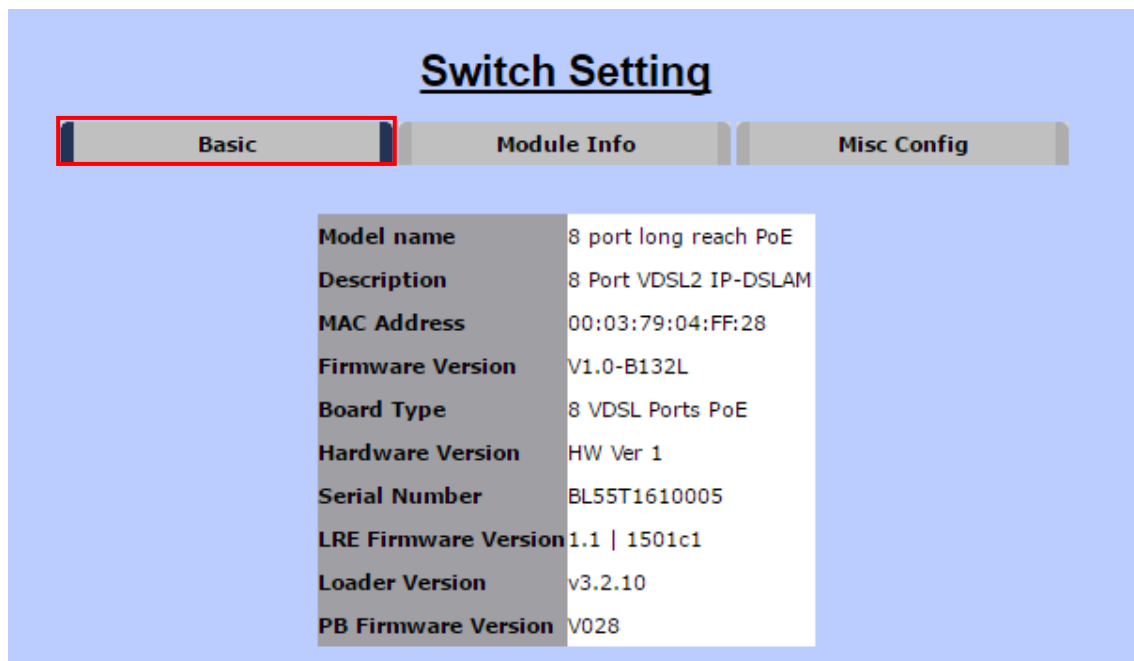 Switch Setting
Basic Module Info Misc Config
Model name 8 port long reach PoE
Description 8 Port VDSL2 IP-DSLAM
MAC Address 00:03:79:04:FF:28
Firmware Version V1.0-B132L
Board Type 8 VDSL Ports PoE
Hardware Version HW Ver 1
Serial Number BL55T1610005
LRE Firmware Version 1.1 | 1501c1
Loader Version v3.2.10
PB Firmware Version V028